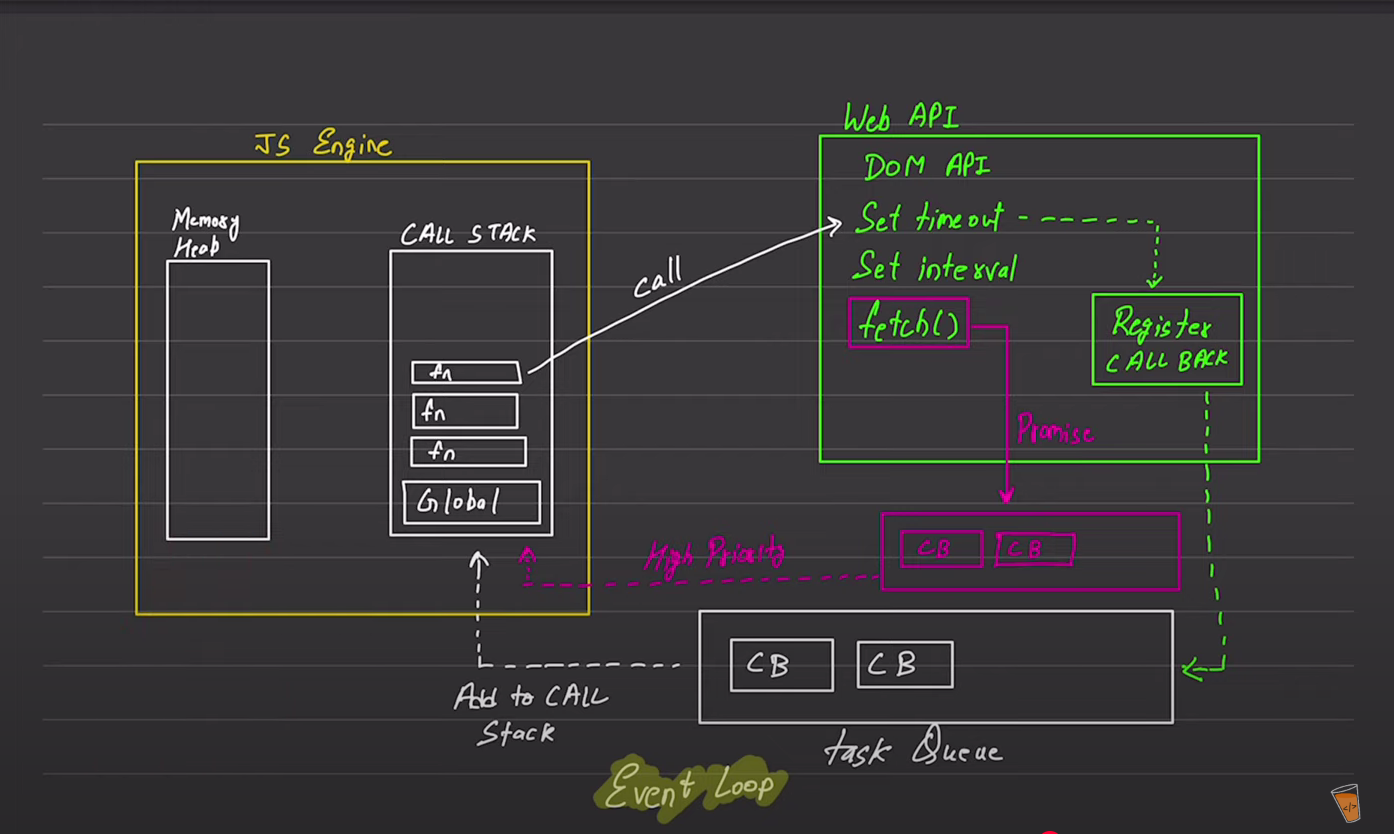 Web API
JS Engine
DOM API
Memory
Heap
CALL STACK
Set timeout
call
Set interval
fetch()
Register
CALL BACK
fn
fn
fn
Global
Promise
High Priority
CB CB
CB CB
Add to CALL
Stack
task Queue
Event Loop
</>